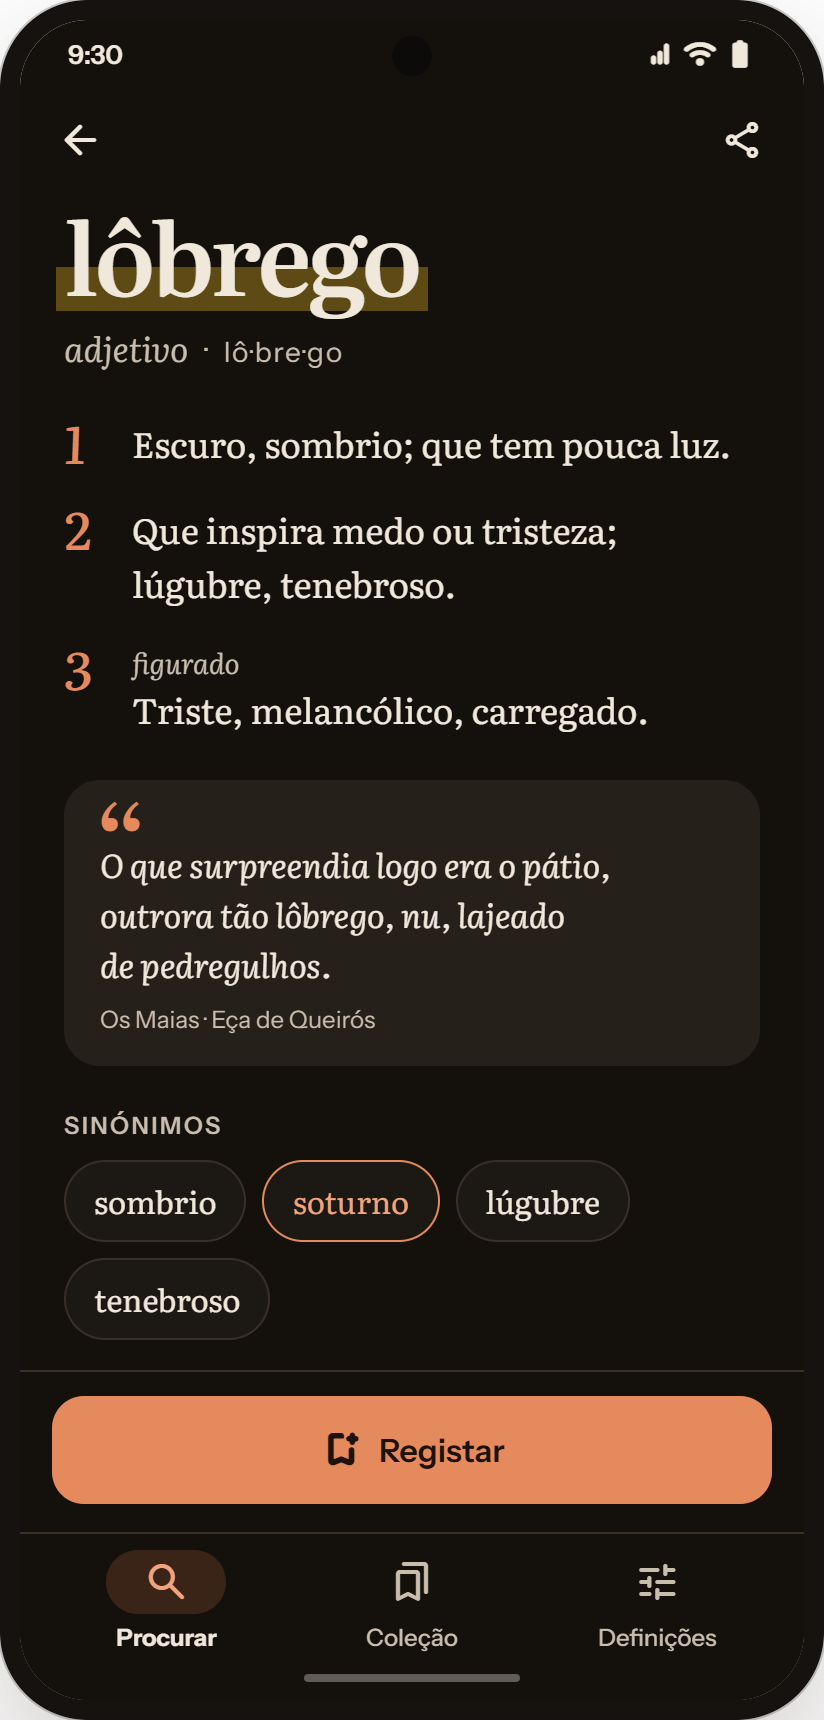 9:30
lôbrego
adjetivo · lô·bre·go
1 Escuro, sombrio; que tem pouca luz.
2 Que inspira medo ou tristeza;
lúgubre, tenebroso.
3 figurado
Triste, melancólico, carregado.
“
O que surpreendia logo era o pátio,
outrora tão lôbrego, nu, lajeado
de pedregulhos.
Os Maias · Eça de Queirós
SINÓNIMOS
sombrio soturno lúgubre
tenebroso
Registar
Procurar Coleção Definições